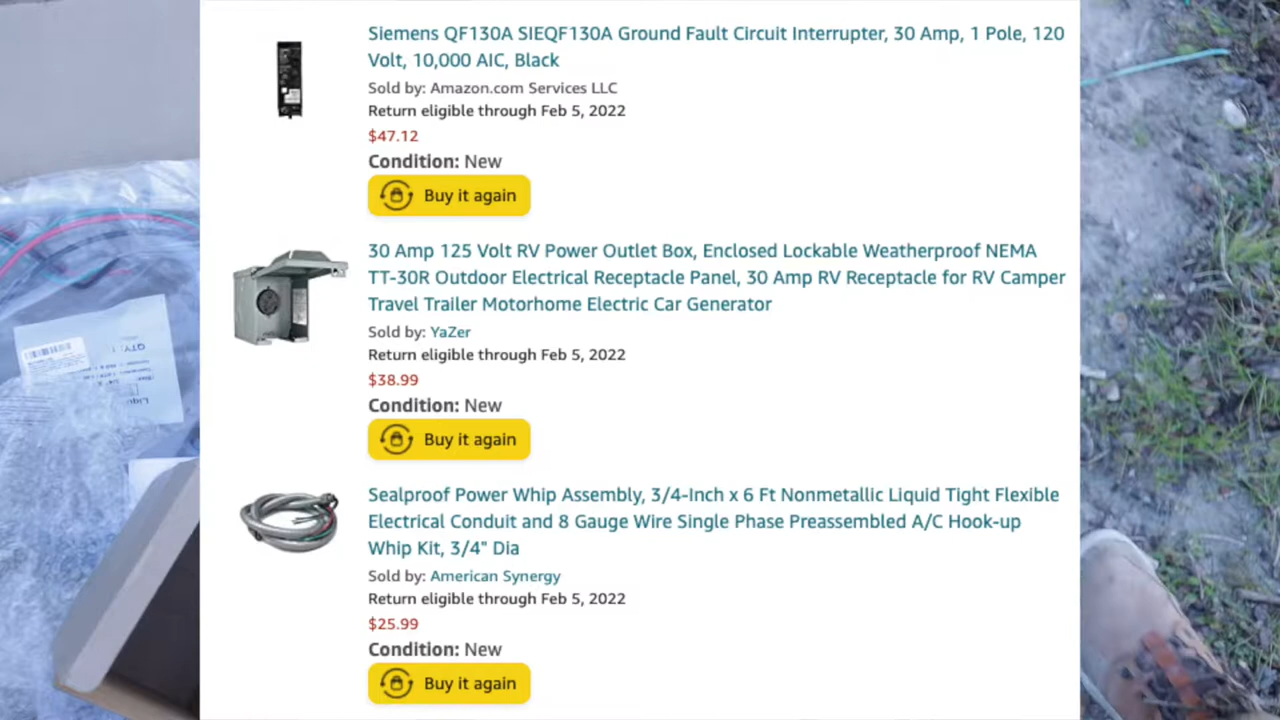 Siemens QF130A SIEQF130A Ground Fault Circuit Interrupter, 30 Amp, 1 Pole, 120
Volt, 10,000 AIC, Black
Sold by: Amazon.com Services LLC
Return eligible through Feb 5, 2022
$47.12
Condition: New
Buy it again
30 Amp 125 Volt RV Power Outlet Box, Enclosed Lockable Weatherproof NEMA
TT-30R Outdoor Electrical Receptacle Panel, 30 Amp RV Receptacle for RV Camper
Travel Trailer Motorhome Electric Car Generator
Sold by: YaZer
Return eligible through Feb 5, 2022
$38.99
Condition: New
Buy it again
Sealproof Power Whip Assembly, 3/4-Inch x 6 Ft Nonmetallic Liquid Tight Flexible
Electrical Conduit and 8 Gauge Wire Single Phase Preassembled A/C Hook-up
Whip Kit, 3/4" Dia
Sold by: American Synergy
Return eligible through Feb 5, 2022
$25.99
Condition: New
Buy it again
QTY: 1